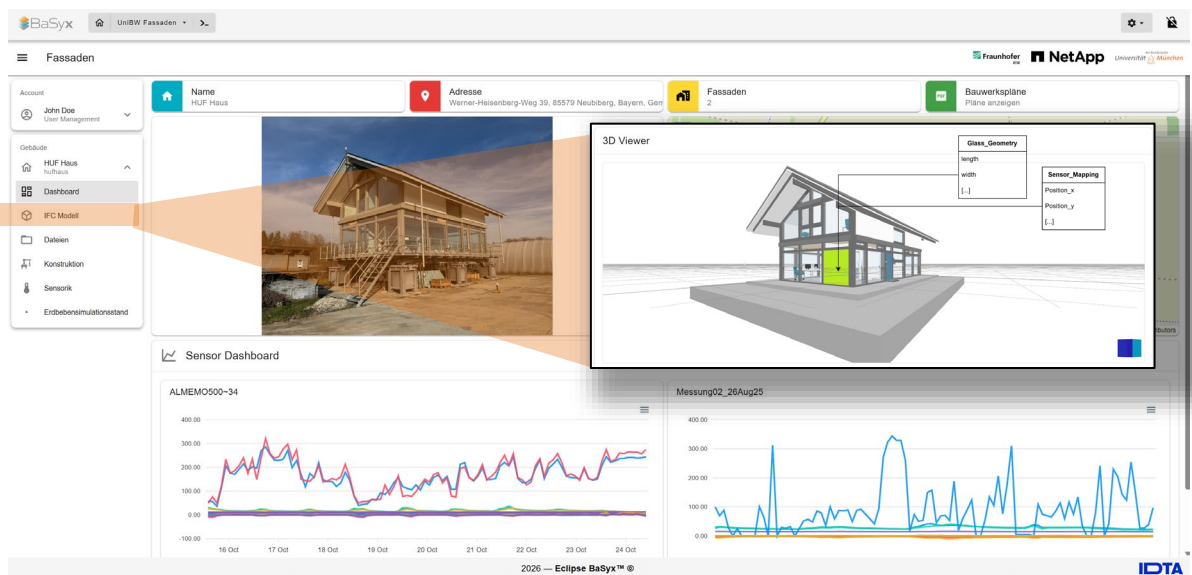 BaSyx
UniBW Fassaden
Fassaden
Fraunhofer
NetApp
Universität München
Account
John Doe
User Management
Gebäude
HUF Haus
hufhaus
Dashboard
IFC Modell
Dateien
Konstruktion
Sensorik
Erdbebensimulationsstand
Name
HUF Haus
Adresse
Werner-Heisenberg-Weg 39, 85579 Neubiberg, Bayern, Ger
Fassaden
2
PDF
Bauwerkspläne
Pläne anzeigen
3D Viewer
Glass_Geometry
length
width
[...]
Sensor_Mapping
Position_x
Position_y
[...]
butors
Sensor Dashboard
ALMEMO500~34
400.00
300.00
200.00
100.00
0.00
-100.00
16 Oct 17 Oct 18 Oct 19 Oct 20 Oct 21 Oct 22 Oct 23 Oct 24 Oct
Messung02_26Aug25
400.00
300.00
200.00
100.00
0.00
2026 — Eclipse BaSyx™ ©
IDTA